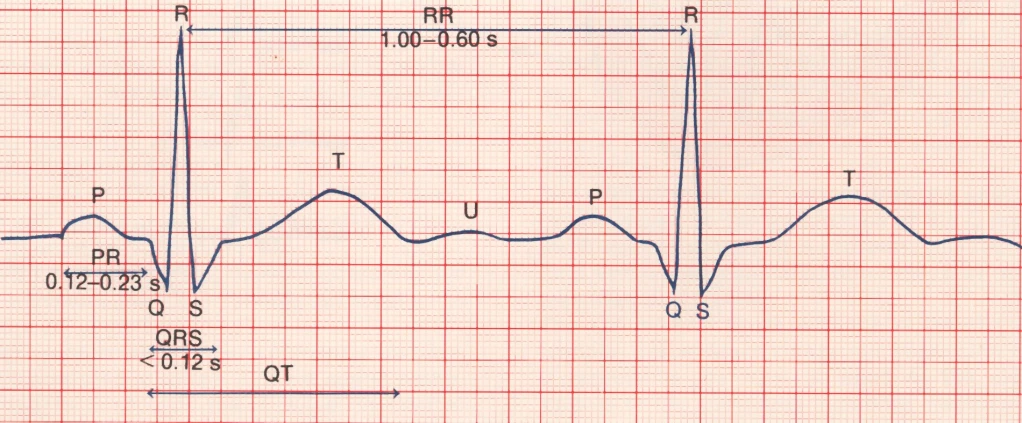 R
RR
R
1.00–0.60 s
T
P
U
P
T
PR
0.12–0.23 s
Q
S
Q
S
QRS
< 0.12 s
QT